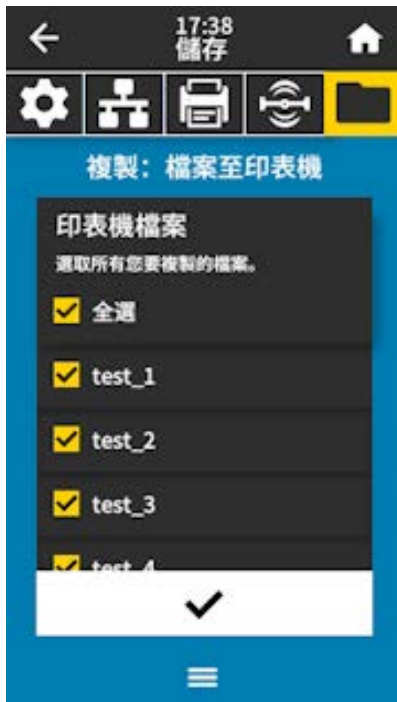 17:38
儲存
複製：檔案至印表機
印表機檔案
選取所有您要複製的檔案。
全選
test_1
test_2
test_3
test_4